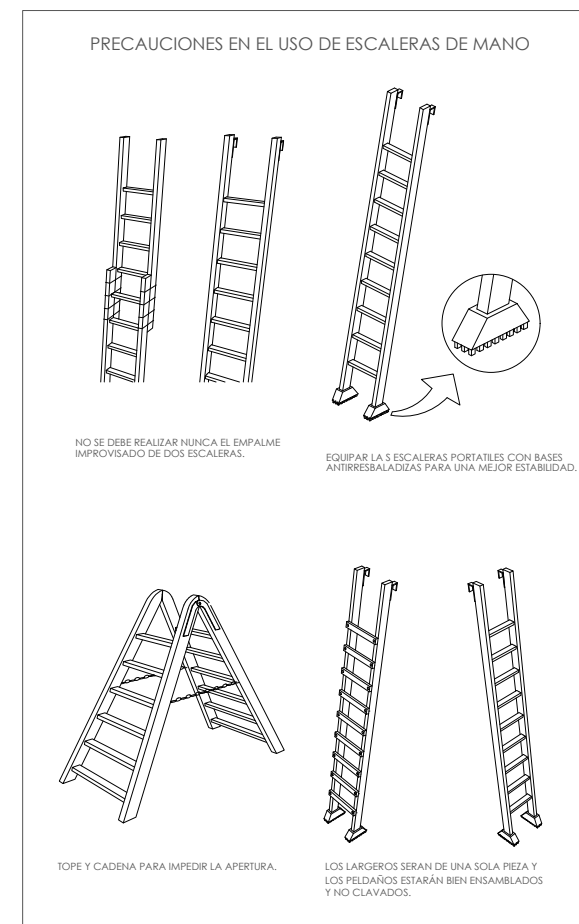 PRECAUCIONES EN EL USO DE ESCALERAS DE MANO
NO SE DEBE REALIZAR NUNCA EL EMPALME
IMPROVISADO DE DOS ESCALERAS.
EQUIPAR LA S ESCALERAS PORTATILES CON BASES
ANTIRRESBALADIZAS PARA UNA MEJOR ESTABILIDAD.
TOPE Y CADENA PARA IMPEDIR LA APERTURA.
LOS LARGEROS SERAN DE UNA SOLA PIEZA Y
LOS PELDAÑOS ESTARÁN BIEN ENSAMBLADOS
Y NO CLAVADOS.